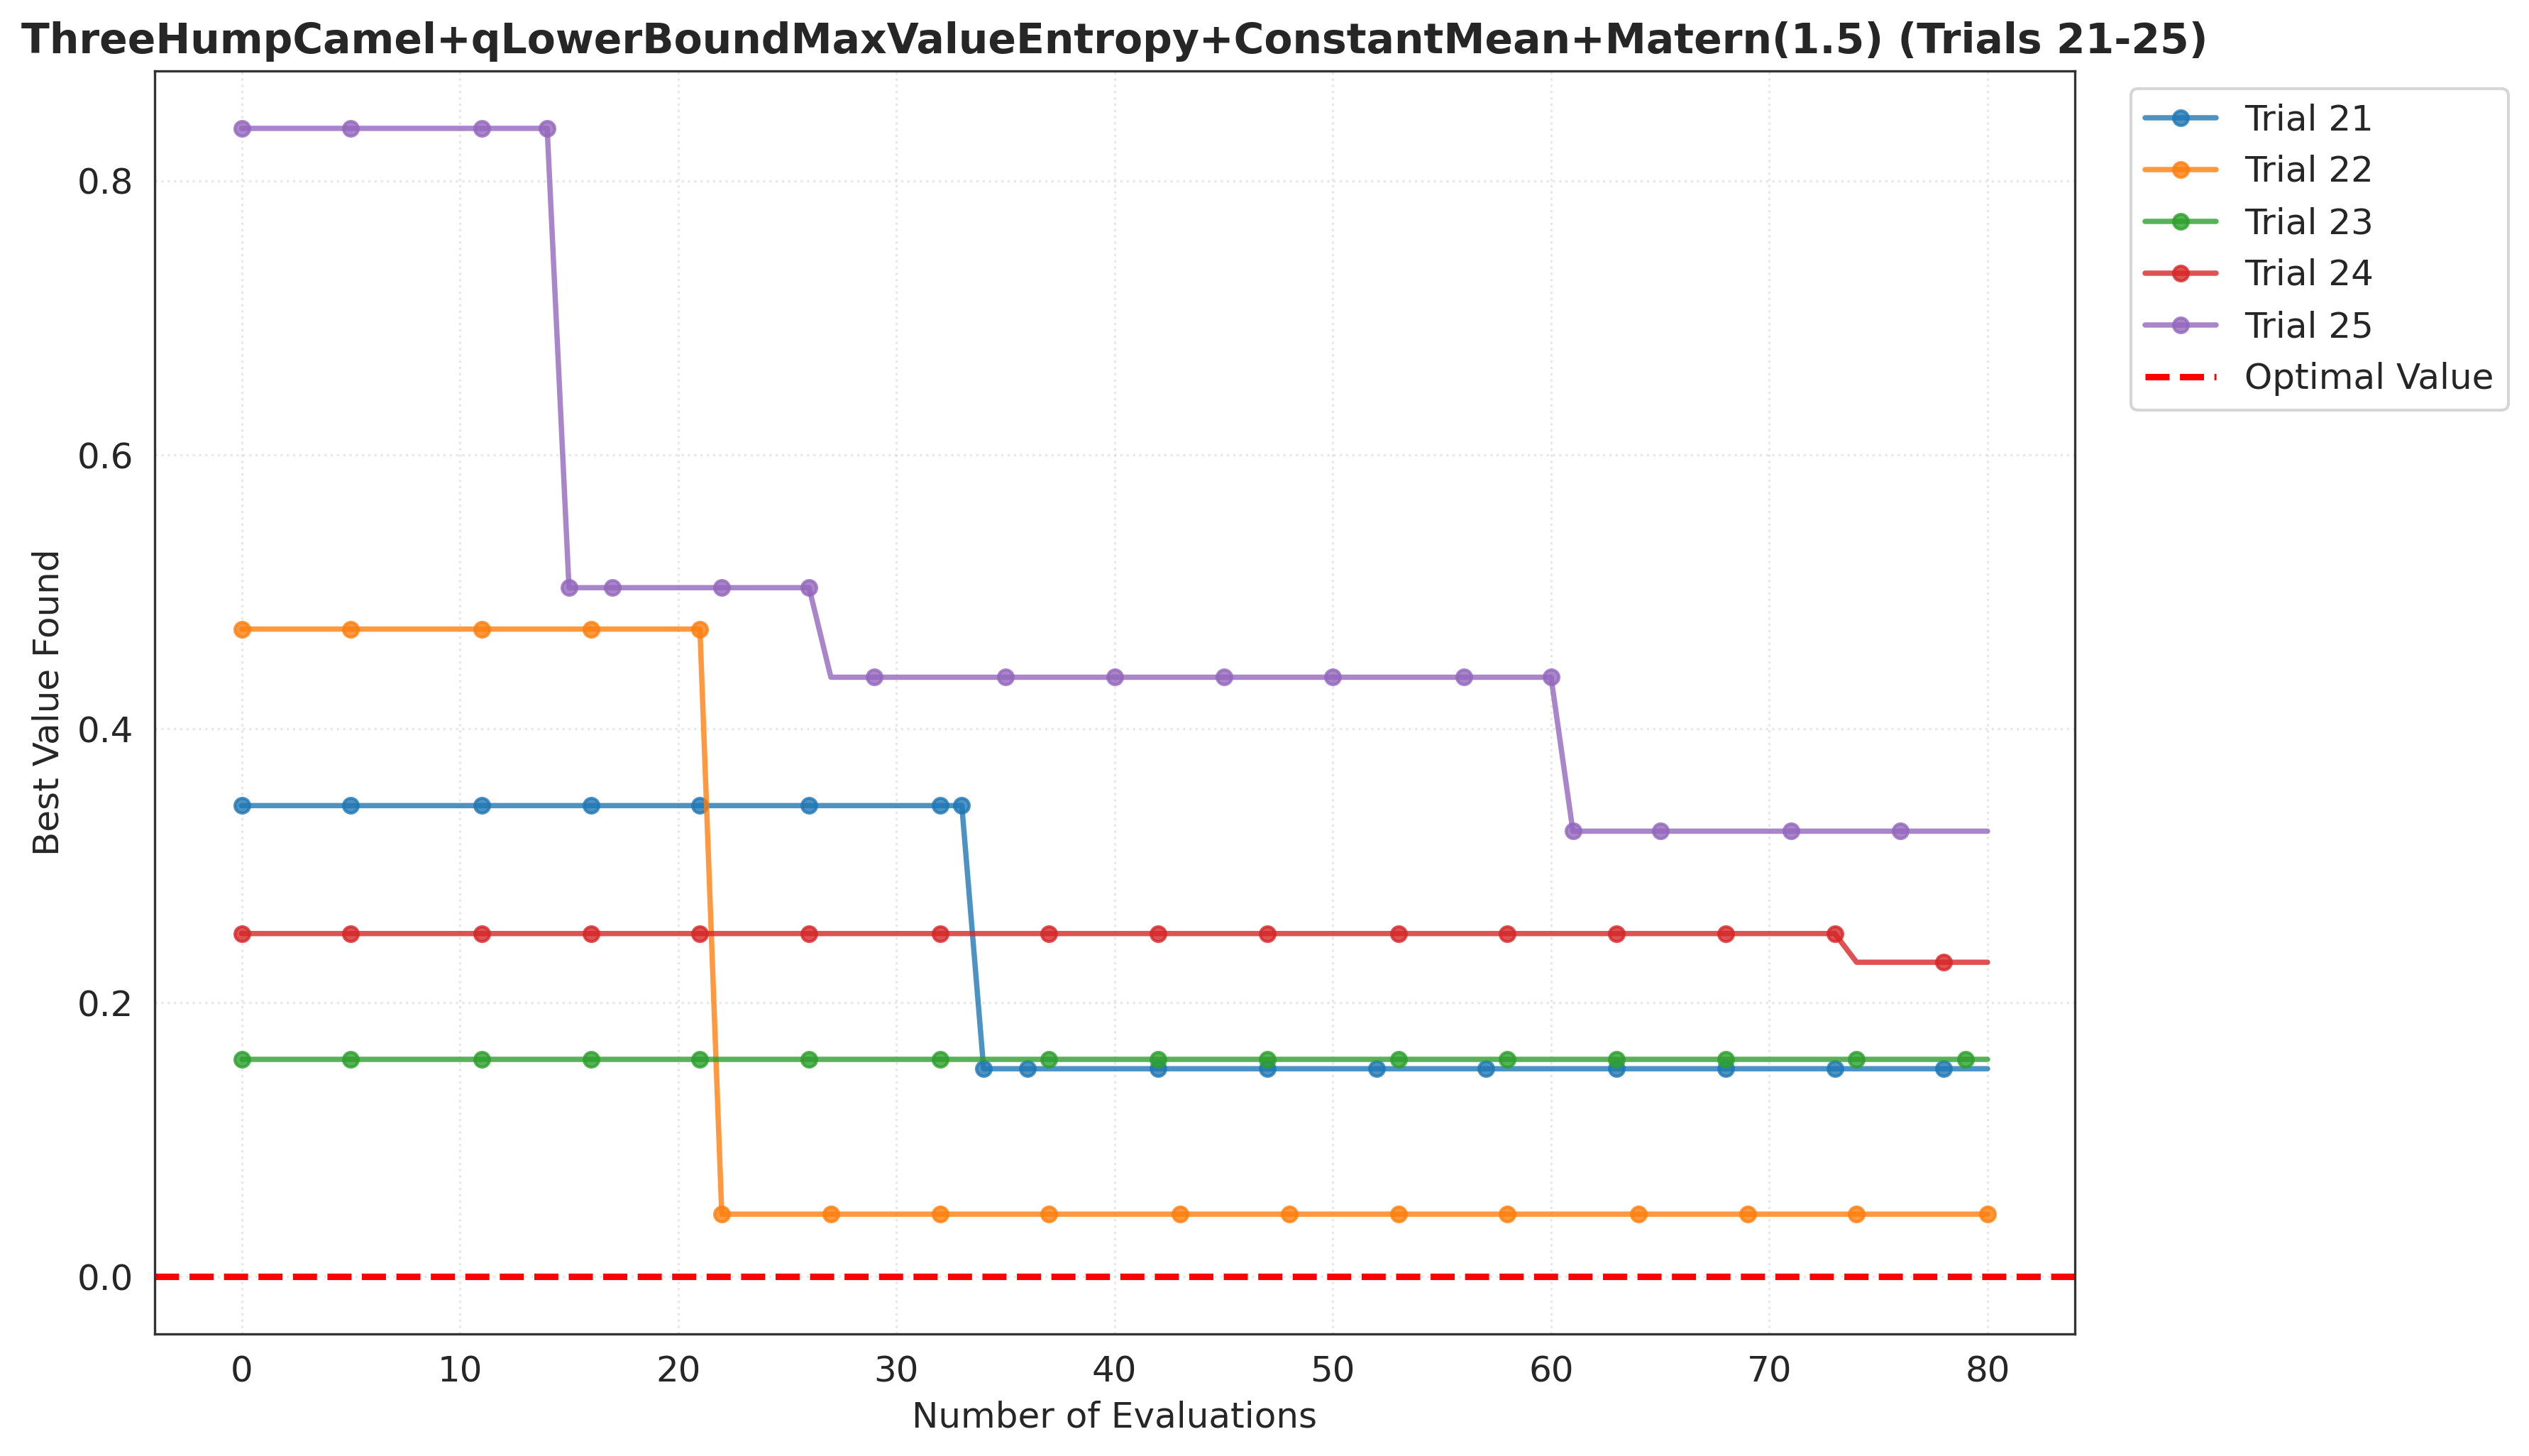 ThreeHumpCamel+qLowerBoundMaxValueEntropy+ConstantMean+Matern(1.5) (Trials 21-25)
Trial 21
Trial 22
Trial 23
Trial 24
Trial 25
Optimal Value
Best Value Found
0.8
0.6
0.4
0.2
0.0
0 10 20 30 40 50 60 70 80
Number of Evaluations